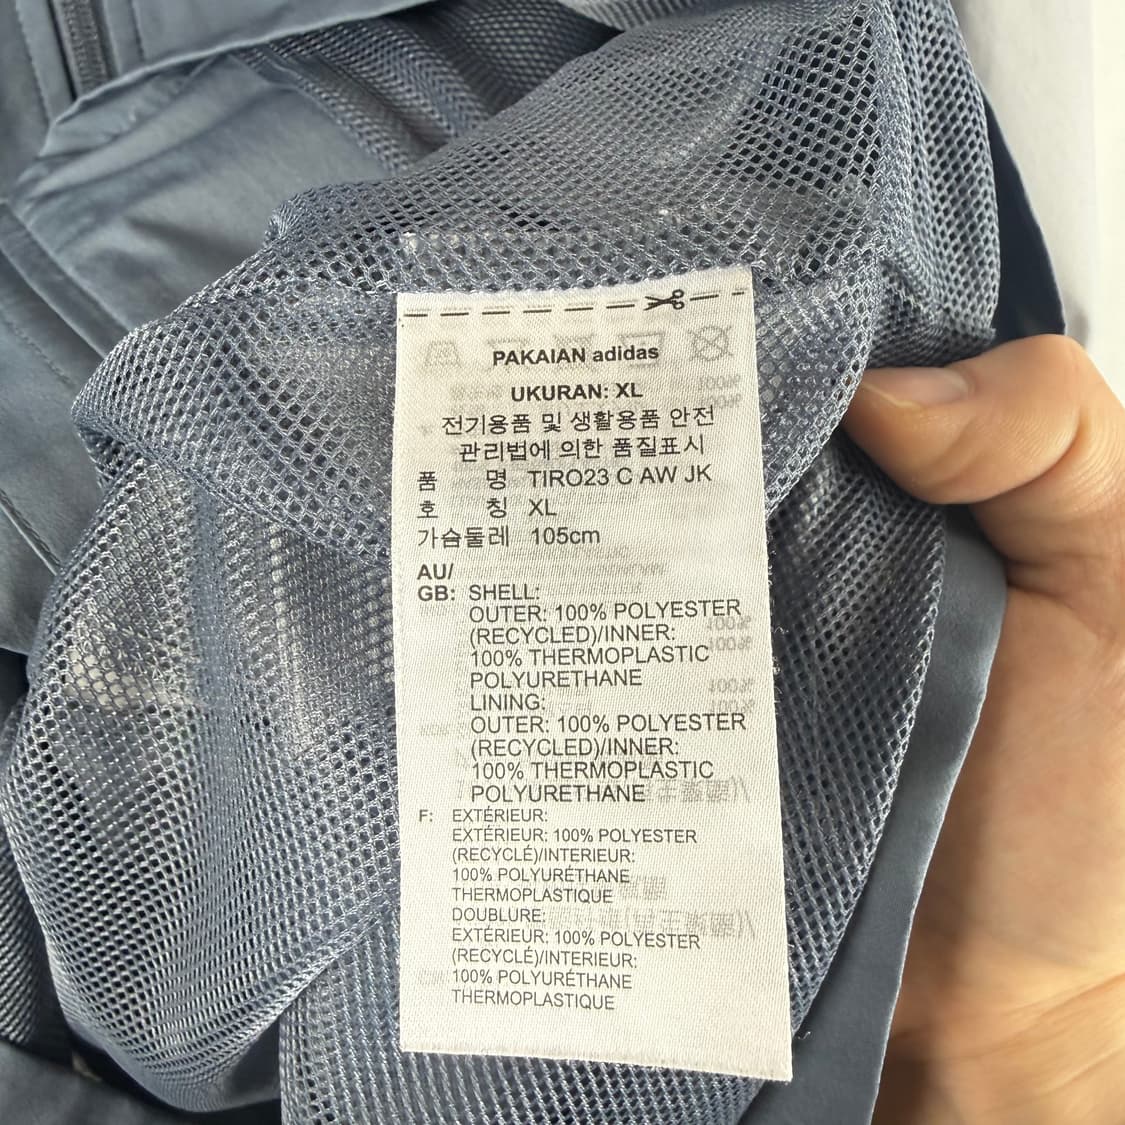 PAKAIAN adidas
UKURAN: XL
전기용품 및 생활용품 안전
관리법에 의한 품질표시
품 명 TIRO23 C AW JK
호 칭 XL
가슴둘레 105cm
AU/
GB: SHELL:
OUTER: 100% POLYESTER
(RECYCLED)/INNER:
100% THERMOPLASTIC
POLYURETHANE
LINING:
OUTER: 100% POLYESTER
(RECYCLED)/INNER:
100% THERMOPLASTIC
POLYURETHANE
F: EXTÉRIEUR:
EXTÉRIEUR: 100% POLYESTER
(RECYCLÉ)/INTERIEUR:
100% POLYURÉTHANE
THERMOPLASTIQUE
DOUBLURE:
EXTÉRIEUR: 100% POLYESTER
(RECYCLÉ)/INTERIEUR:
100% POLYURÉTHANE
THERMOPLASTIQUE